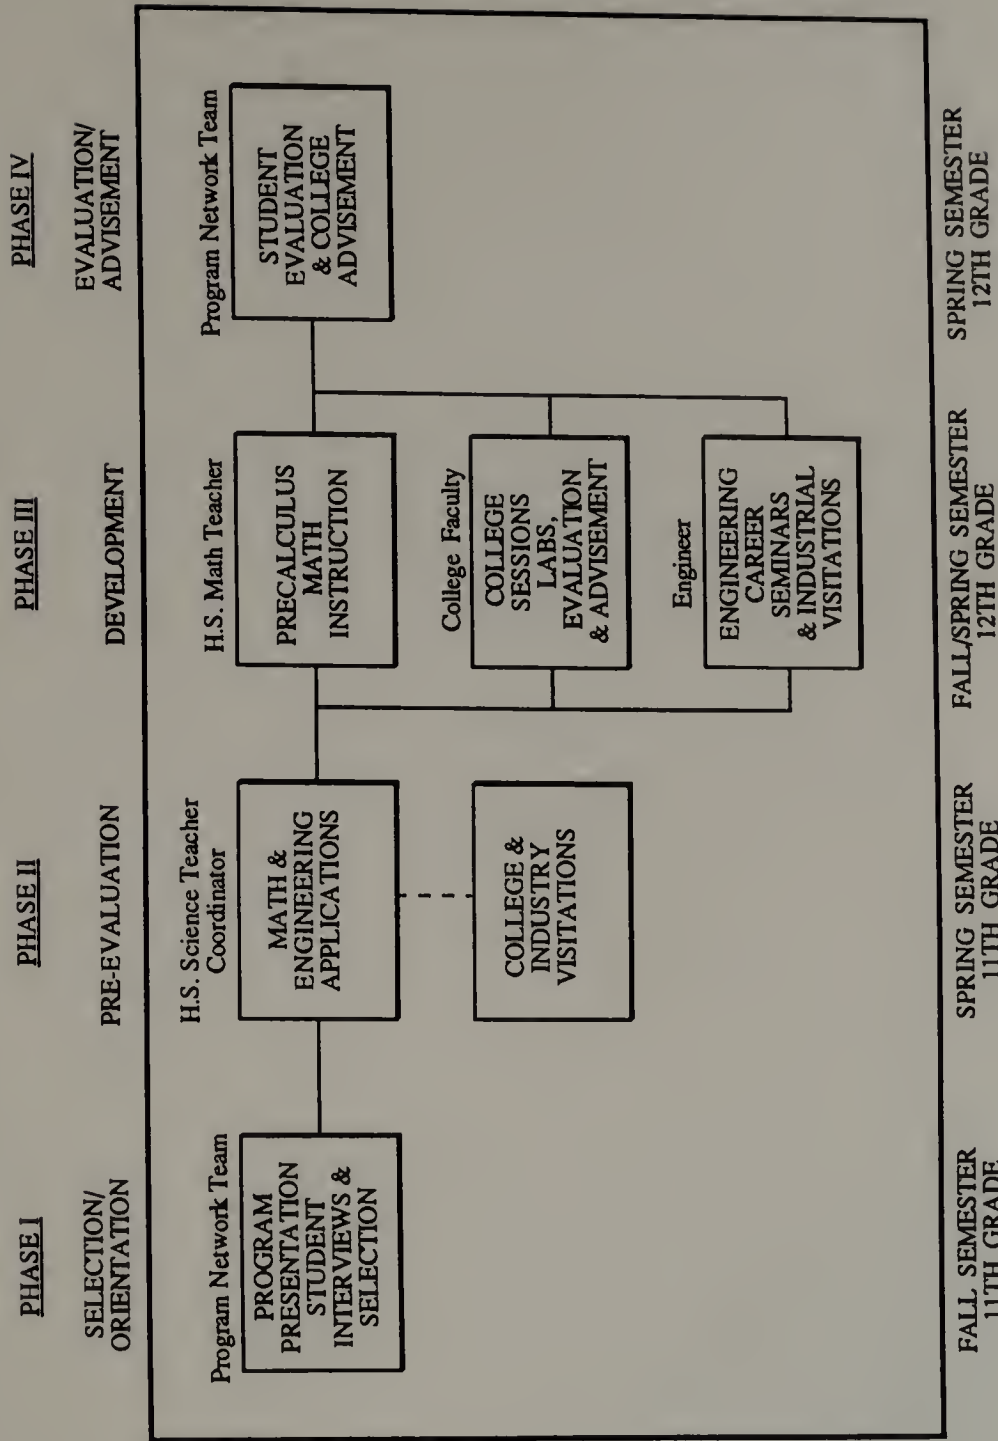 PHASE I
SELECTION/
ORIENTATION
Program Network Team
PROGRAM
PRESENTATION
STUDENT
INTERVIEWS &
SELECTION
FALL SEMESTER
11TH GRADE
PHASE II
PRE-EVALUATION
H.S. Science Teacher
Coordinator
MATH &
ENGINEERING
APPLICATIONS
COLLEGE &
INDUSTRY
VISITATIONS
SPRING SEMESTER
11TH GRADE
PHASE III
DEVELOPMENT
H.S. Math Teacher
PRECALCULUS
MATH
INSTRUCTION
College Faculty
COLLEGE
SESSIONS
LABS,
EVALUATION
& ADVISEMENT
Engineer
ENGINEERING
CAREER
SEMINARS
& INDUSTRIAL
VISITATIONS
FALL/SPRING SEMESTER
12TH GRADE
PHASE IV
EVALUATION/
ADVISEMENT
Program Network Team
STUDENT
EVALUATION
& COLLEGE
ADVISEMENT
SPRING SEMESTER
12TH GRADE